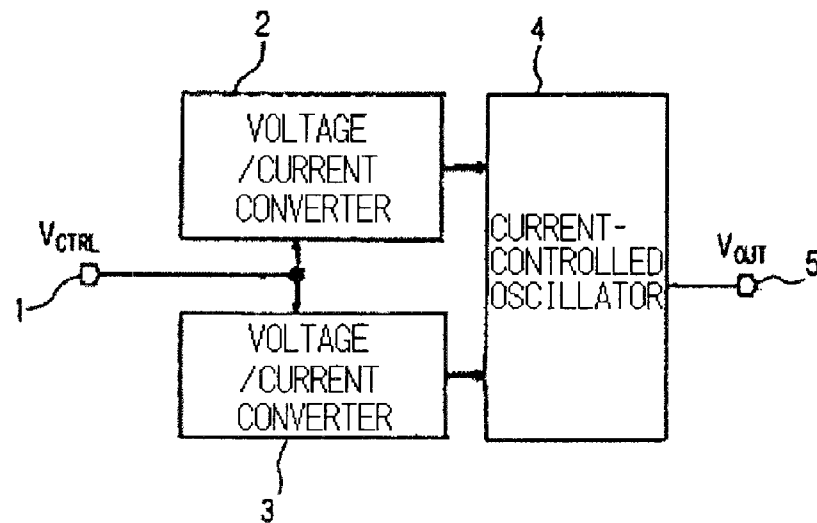 2
4
VOLTAGE
/CURRENT
CONVERTER
VCTRL
1
CURRENT-
CONTROLLED
OSCILLATOR
VOUT
5
VOLTAGE
/CURRENT
CONVERTER
3